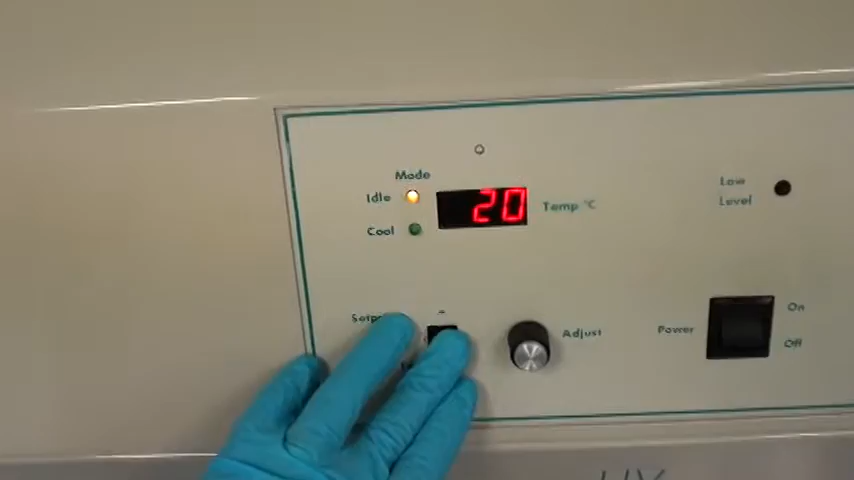 Mode
Idle
20
Temp °C
Cool
Low
Level
Adjust
Power
On
Off